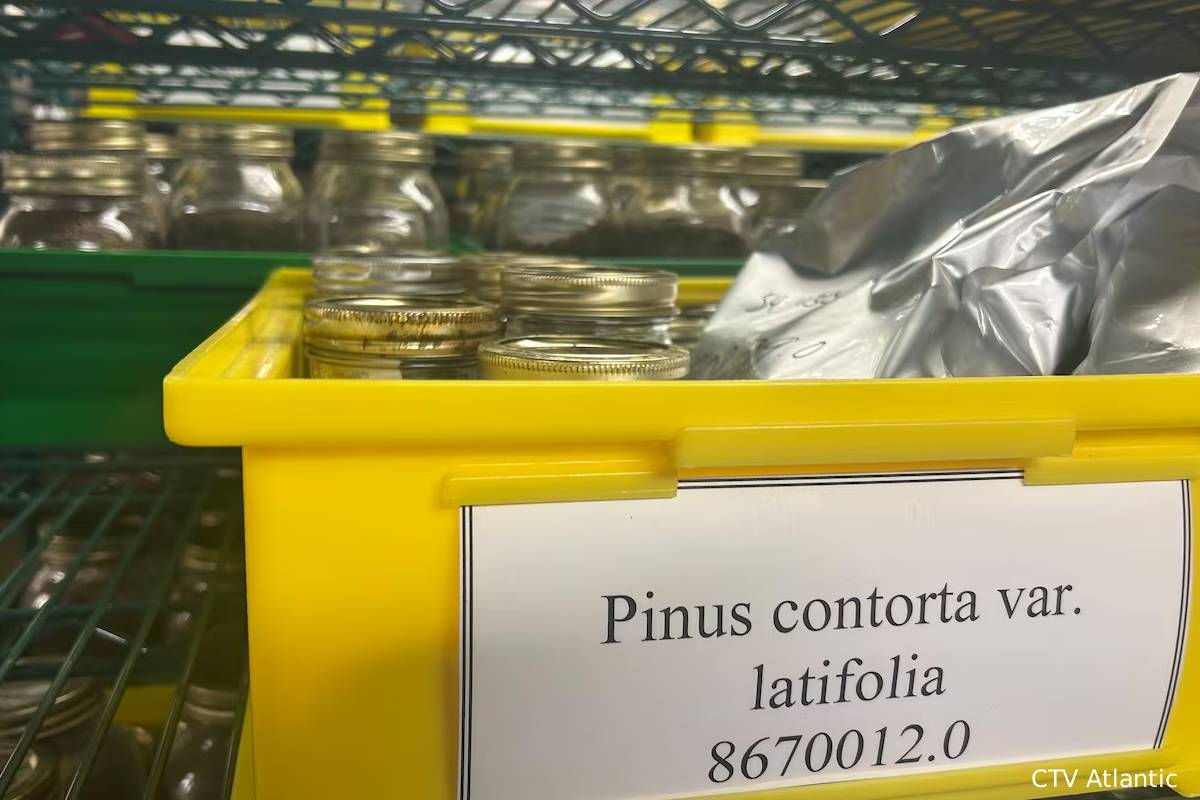 Pinus contorta var.
latifolia
8670012.0
CTV Atlantic